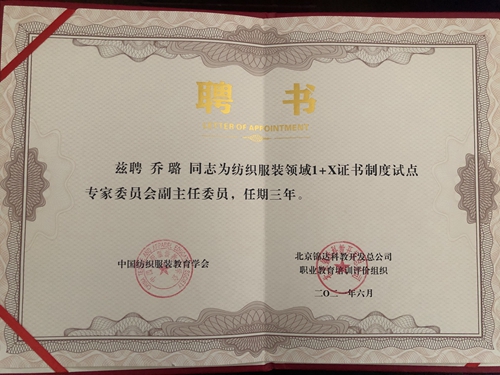 聘书
LETTER OF APPOINTMENT
兹聘 乔璐 同志为纺织服装领域1+X证书制度试点
专家委员会副主任委员，任期三年。
中国纺织服装教育学会
北京锦达科教开发总公司
职业教育培训评价组织
二〇二一年六月